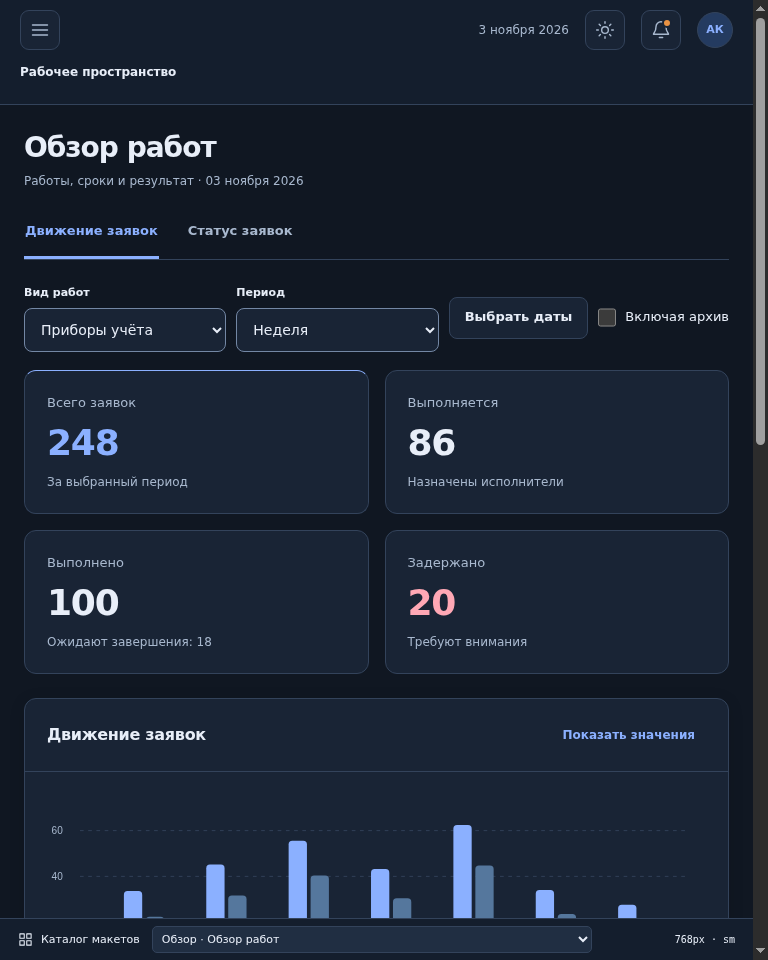 3 ноября 2026
АК
Рабочее пространство
Обзор работ
Работы, сроки и результат · 03 ноября 2026
Движение заявок
Статус заявок
Вид работ
Период
Приборы учёта
Неделя
Выбрать даты
Включая архив
Всего заявок
248
За выбранный период
Выполняется
86
Назначены исполнители
Выполнено
100
Ожидают завершения: 18
Задержано
20
Требуют внимания
Движение заявок
Показать значения
60
40
Каталог макетов
Обзор · Обзор работ
768px · sm